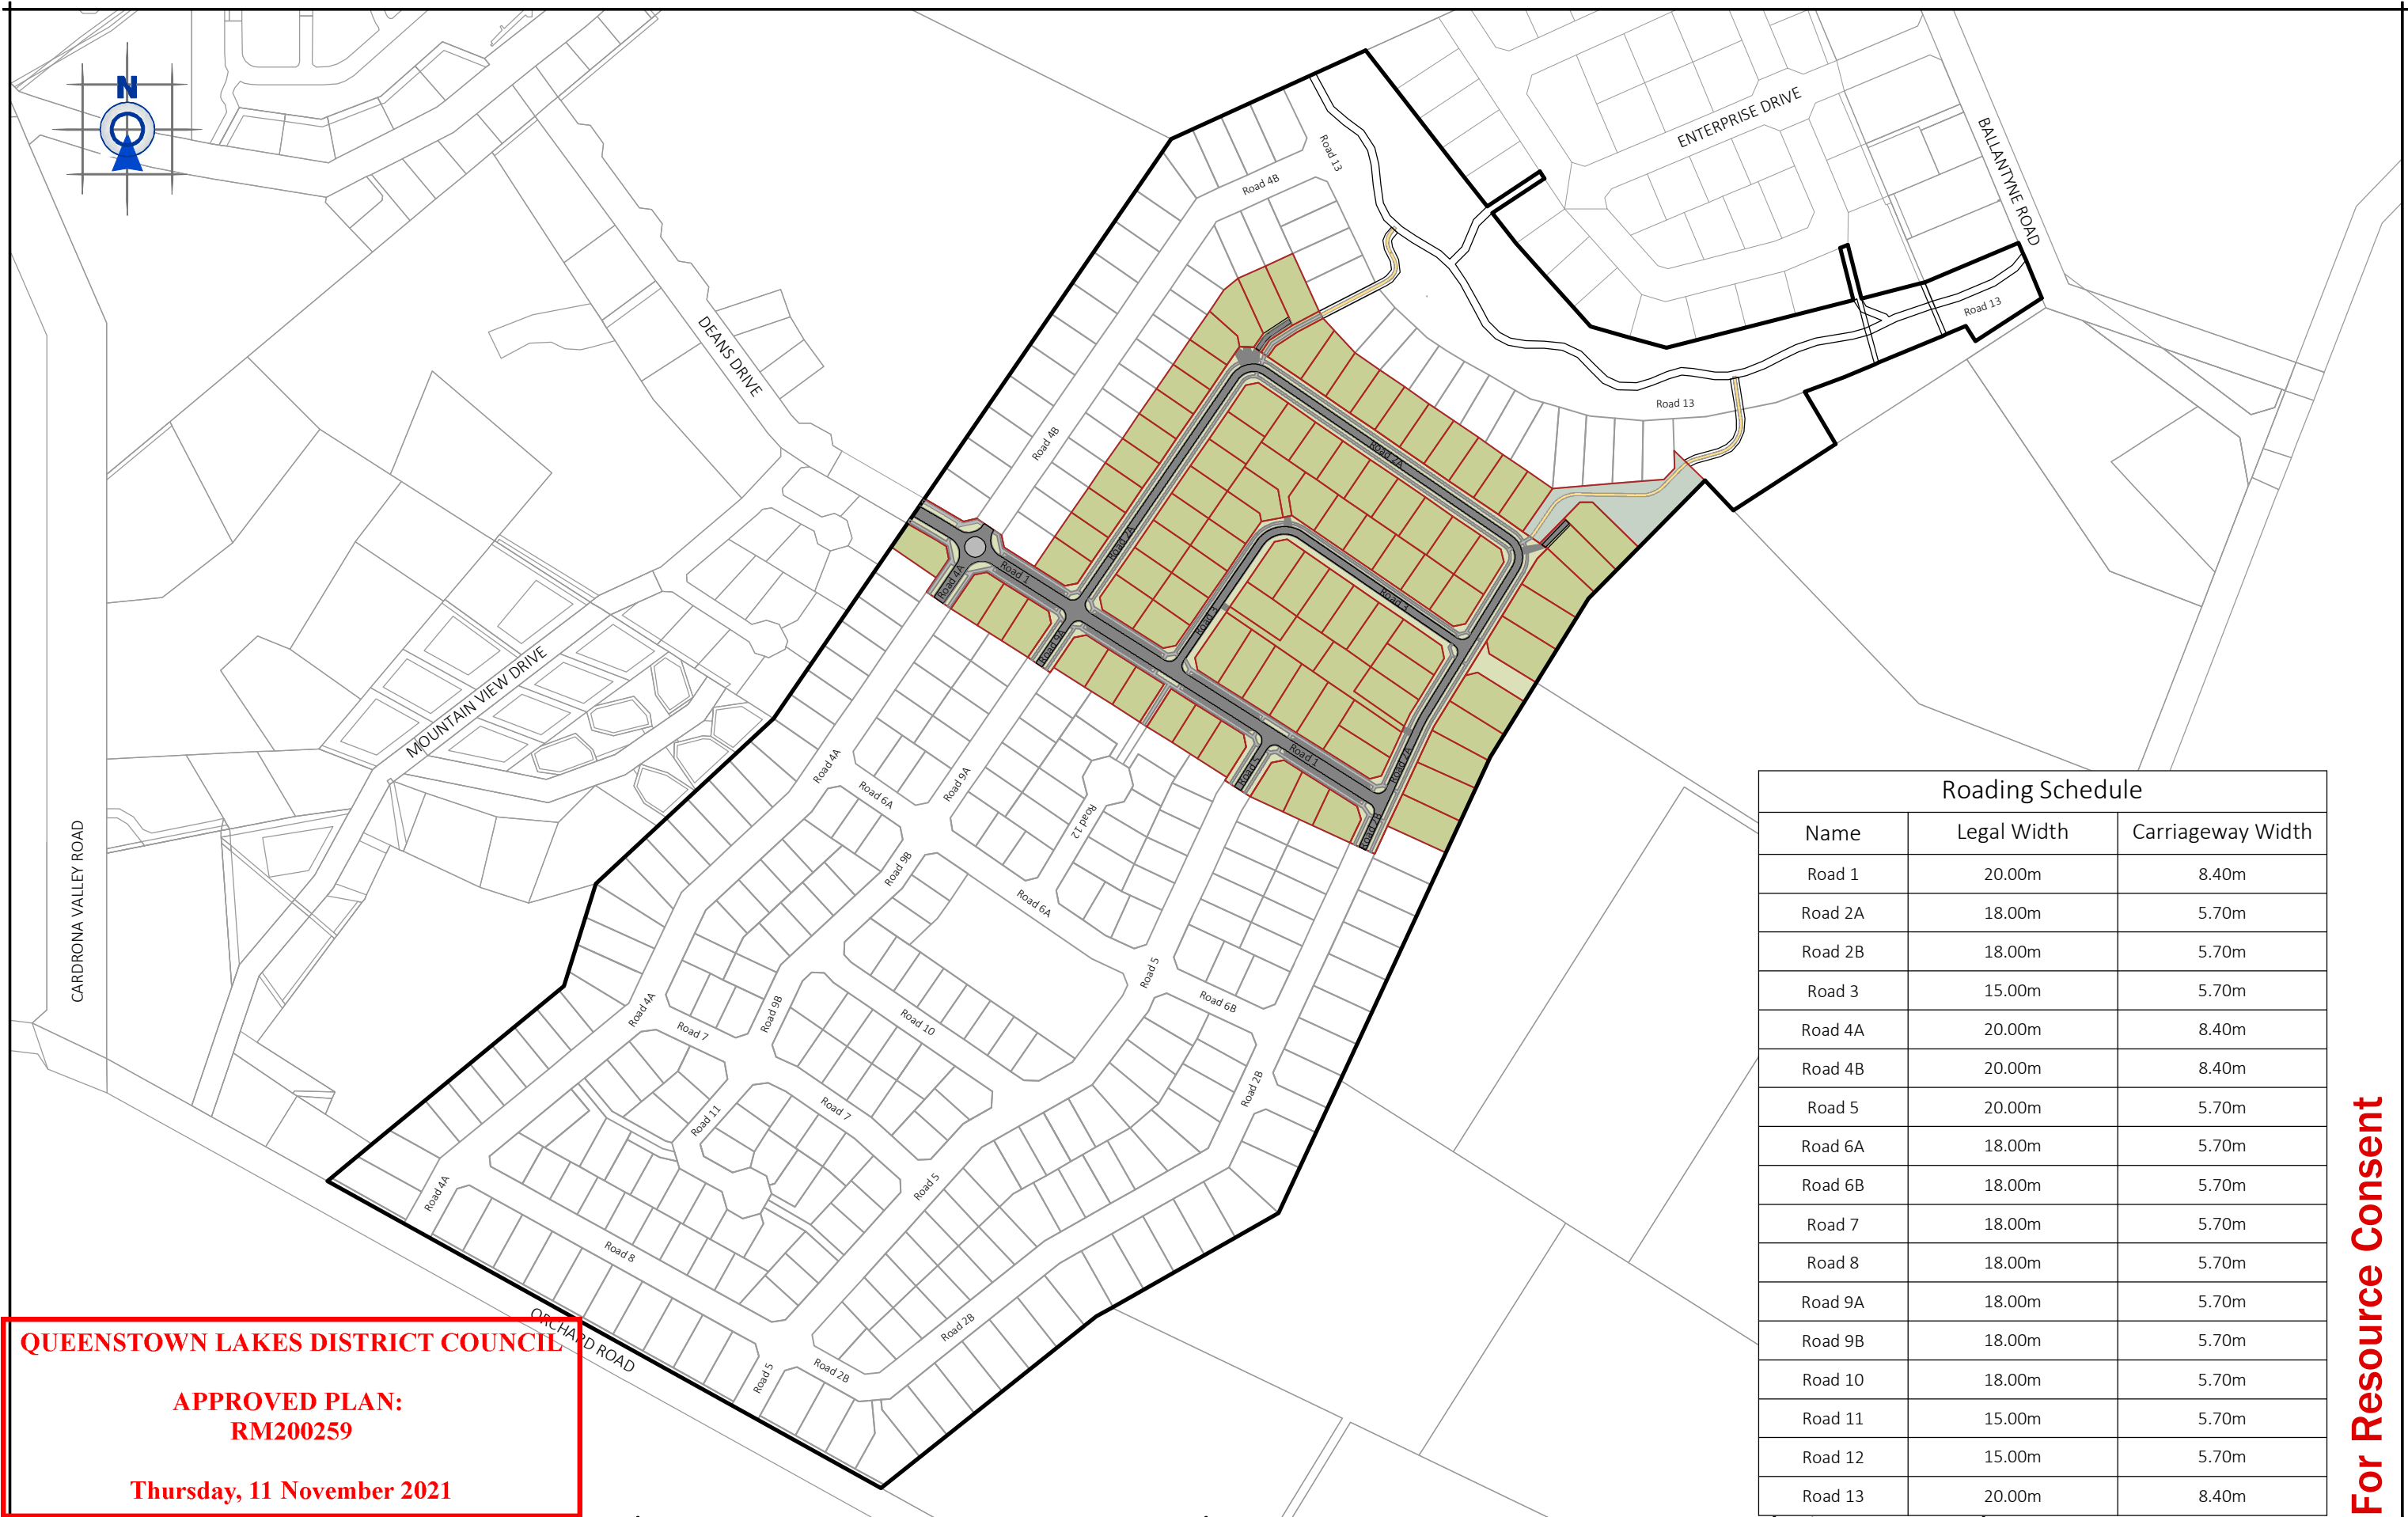 N
ENTERPRISE DRIVE
BALLANTYNE ROAD
Road 13
Road 4B
Road 13
DEANS DRIVE
Road 13
Road 4B
Road 2A
Road 2A
Road 1
Road 4A
Road 3
Road 3
Road 9A
MOUNTAIN VIEW DRIVE
Road 1
Road 5
Road 2A
Road 2B
Road 4A
Road 6A
Road 9A
Road 12
CARDRONA VALLEY ROAD
Road 9B
Road 6A
Road 5
Road 6B
Road 4A
Road 7
Road 9B
Road 10
Road 2B
Road 11
Road 7
Road 4A
Road 5
Road 8
ORCHARD ROAD
Road 2B
Road 5
Road 2B
Roading Schedule
Name Legal Width Carriageway Width
Road 1 20.00m 8.40m
Road 2A 18.00m 5.70m
Road 2B 18.00m 5.70m
Road 3 15.00m 5.70m
Road 4A 20.00m 8.40m
Road 4B 20.00m 8.40m
Road 5 20.00m 5.70m
Road 6A 18.00m 5.70m
Road 6B 18.00m 5.70m
Road 7 18.00m 5.70m
Road 8 18.00m 5.70m
Road 9A 18.00m 5.70m
Road 9B 18.00m 5.70m
Road 10 18.00m 5.70m
Road 11 15.00m 5.70m
Road 12 15.00m 5.70m
Road 13 20.00m 8.40m
For Resource Consent
QUEENSTOWN LAKES DISTRICT COUNCIL
APPROVED PLAN:
RM200259
Thursday, 11 November 2021